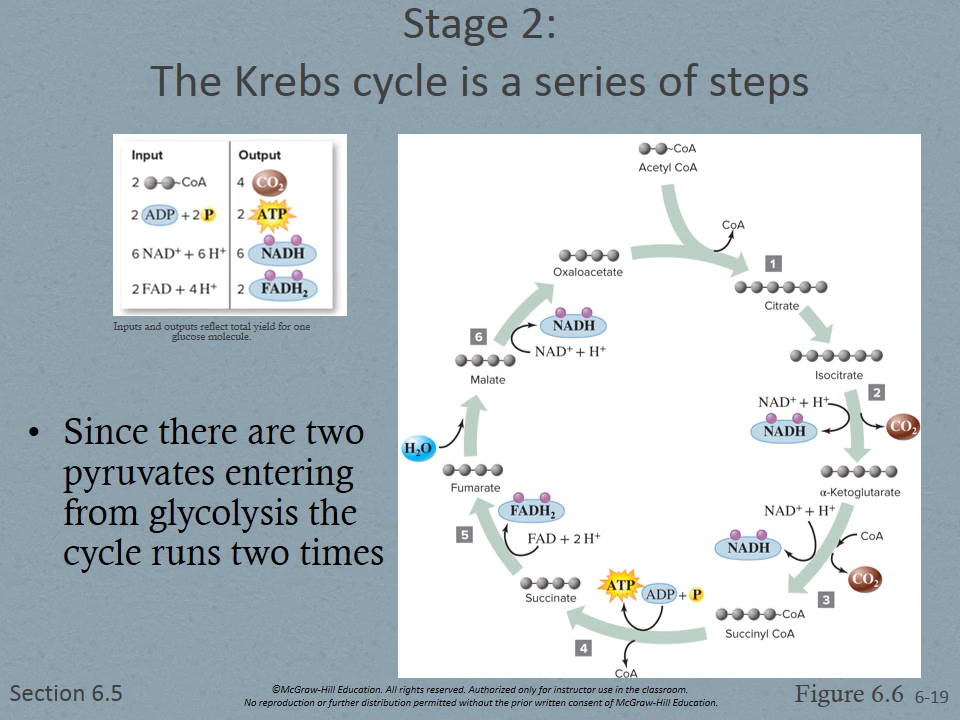 Stage 2:
The Krebs cycle is a series of steps
Input Output
2 CoA 4 CO₂
2 ADP + 2 P 2 ATP
6 NAD⁺ + 6 H⁺ 6 NADH
2 FAD + 4 H⁺ 2 FADH₂
Inputs and outputs reflect total yield for one
glucose molecule.
• Since there are two
pyruvates entering
from glycolysis the
cycle runs two times
CoA
Acetyl CoA
CoA
1
Oxaloacetate
Citrate
NADH
6
NAD⁺ + H⁺
Malate
Isocitrate
2
NAD⁺ + H⁺
NADH
CO₂
H₂O
Fumarate
α-Ketoglutarate
FADH₂
NAD⁺ + H⁺
5
FAD + 2 H⁺
NADH
CoA
CO₂
Succinate
ATP
ADP + P
3
CoA
Succinyl CoA
4
CoA
Section 6.5
©McGraw-Hill Education. All rights reserved. Authorized only for instructor use in the classroom.
No reproduction or further distribution permitted without the prior written consent of McGraw-Hill Education.
Figure 6.6 6-19